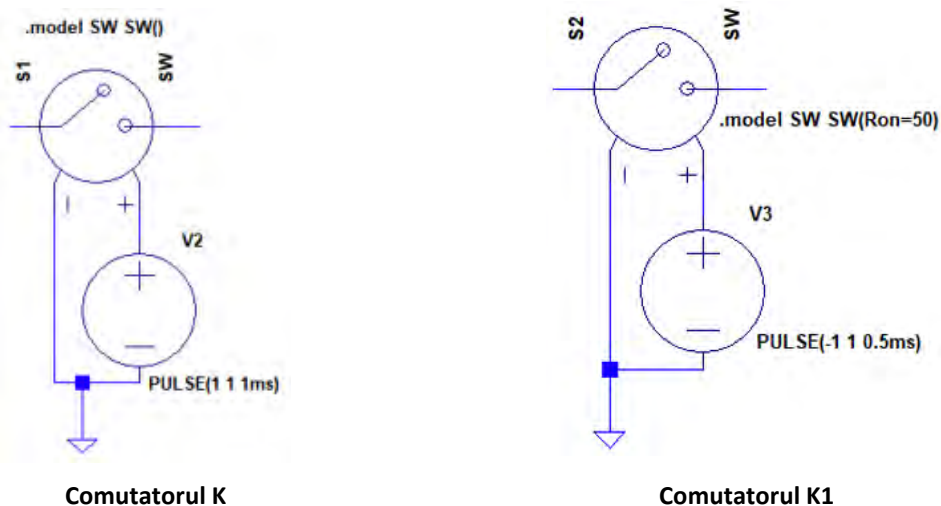 .model SW SW()
S1
SW
V2
PULSE(1 1 1ms)
Comutatorul K
S2
SW
.model SW SW(Ron=50)
V3
PULSE(-1 1 0.5ms)
Comutatorul K1